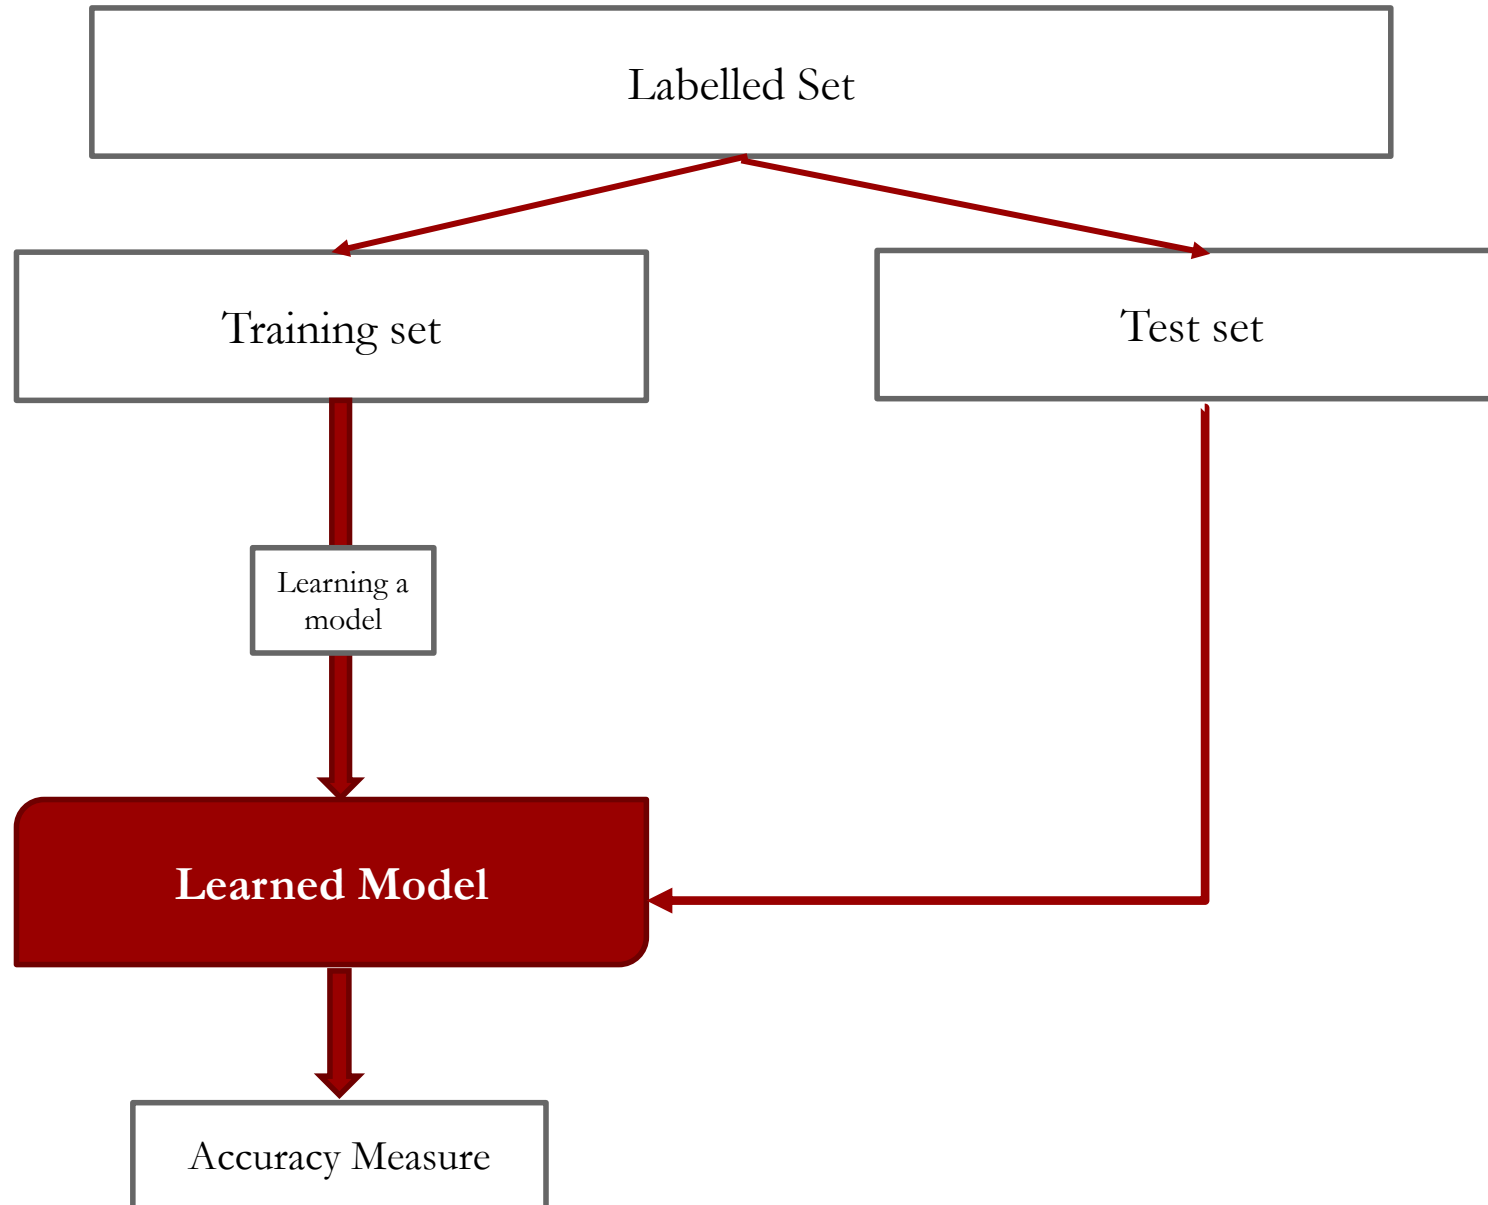 Labelled Set
Training set
Test set
Learning a
model
Learned Model
Accuracy Measure